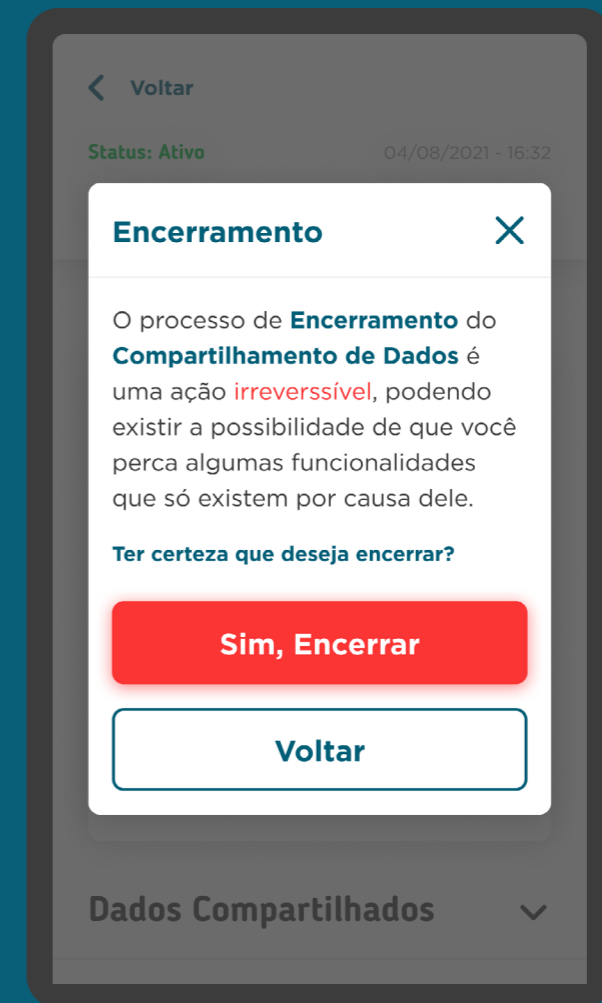 Voltar
Status: Ativo
04/08/2021 - 16:32
Encerramento
O processo de Encerramento do
Compartilhamento de Dados é
uma ação irreverssível, podendo
existir a possibilidade de que você
perca algumas funcionalidades
que só existem por causa dele.
Ter certeza que deseja encerrar?
Sim, Encerrar
Voltar
Dados Compartilhados